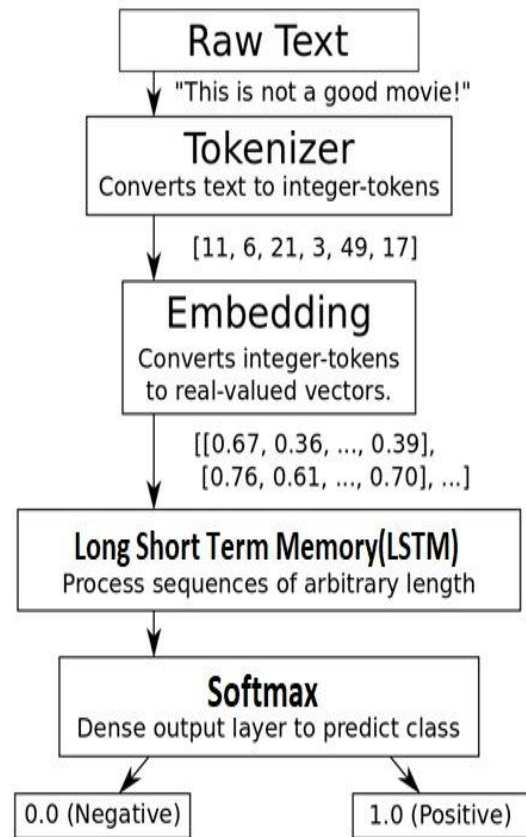 Raw Text
"This is not a good movie!"
Tokenizer
Converts text to integer-tokens
[11, 6, 21, 3, 49, 17]
Embedding
Converts integer-tokens
to real-valued vectors.
[[0.67, 0.36, ..., 0.39],
[0.76, 0.61, ..., 0.70], ...]
Long Short Term Memory(LSTM)
Process sequences of arbitrary length
Softmax
Dense output layer to predict class
0.0 (Negative)
1.0 (Positive)